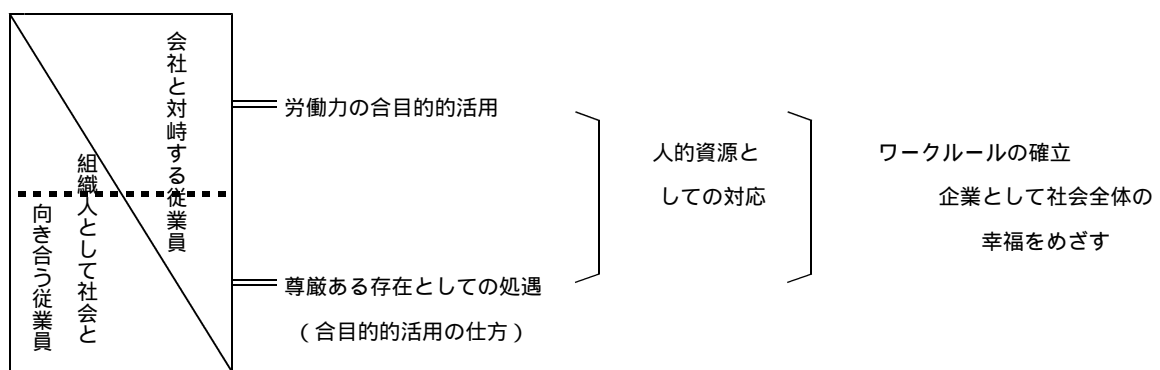 会社と対峙する従業員
組織人として社会と
向き合う従業員
労働力の合目的的活用
尊厳ある存在としての処遇
(合目的的活用の仕方)
人的資源と
しての対応
ワークルールの確立
企業として社会全体の
幸福をめざす